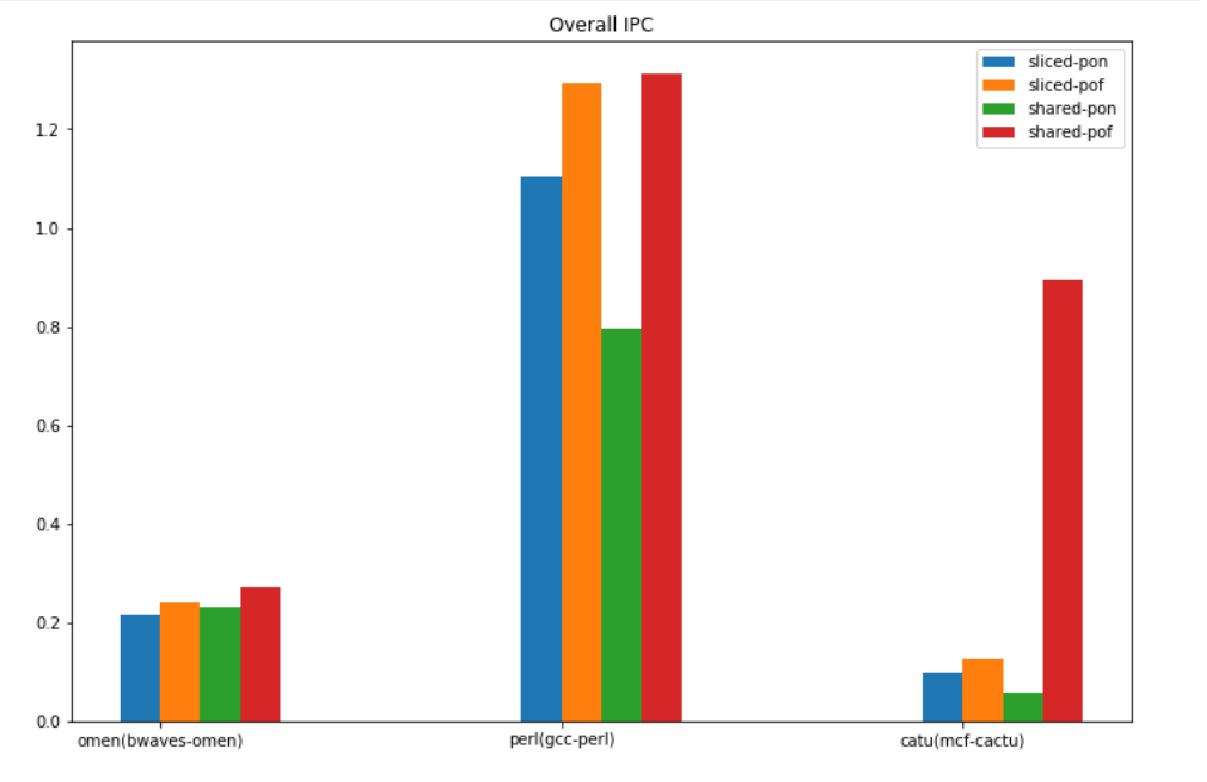 Overall IPC
sliced-pon
sliced-pof
shared-pon
shared-pof
1.2
1.0
0.8
0.6
0.4
0.2
0.0
omen(bwaves-omen)
perl(gcc-perl)
catu(mcf-cactu)